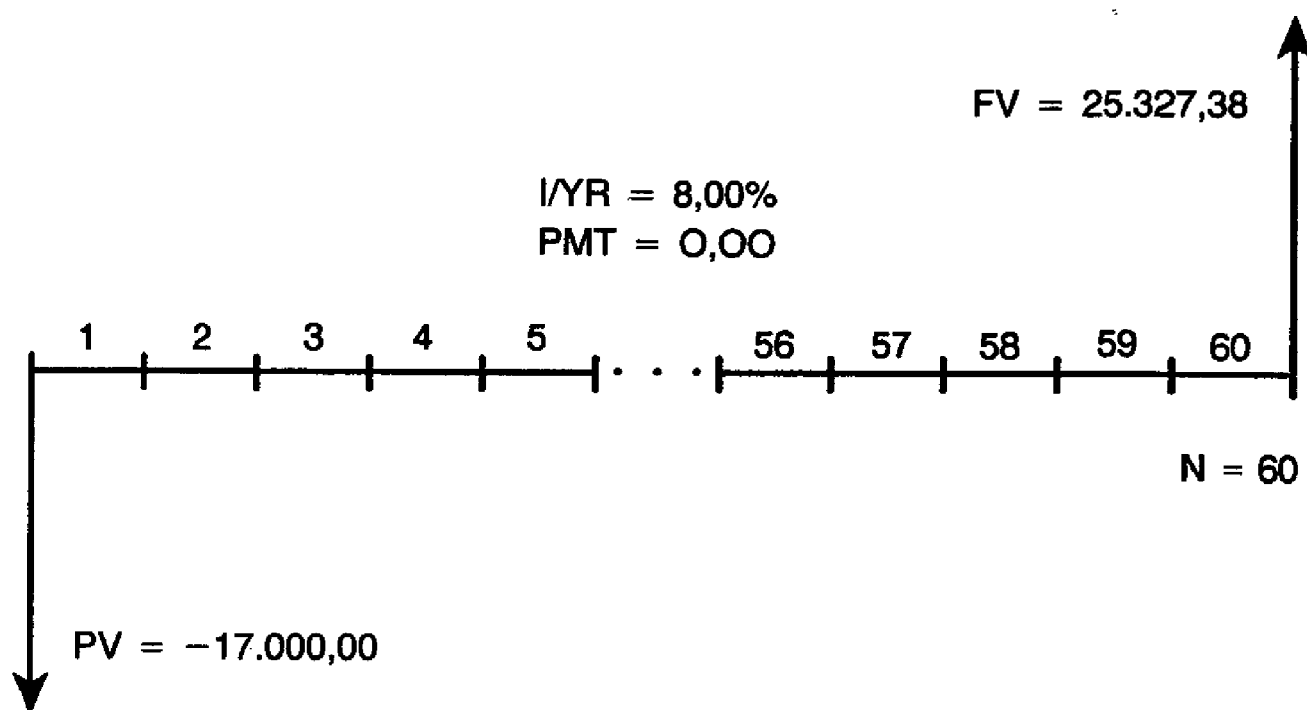 FV = 25.327,38
I/YR = 8,00%
PMT = 0,00
1 2 3 4 5 . . . 56 57 58 59 60
N = 60
PV = −17.000,00